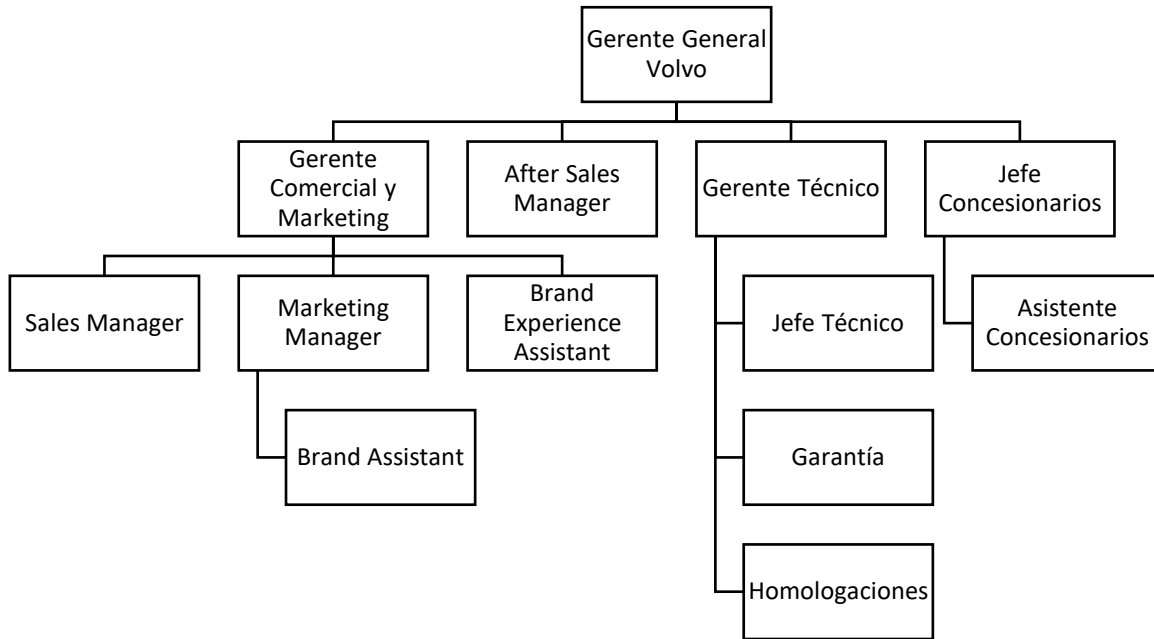 Gerente General
Volvo
Gerente
Comercial y
Marketing
After Sales
Manager
Gerente Técnico
Jefe
Concesionarios
Sales Manager
Marketing
Manager
Brand
Experience
Assistant
Jefe Técnico
Asistente
Concesionarios
Brand Assistant
Garantía
Homologaciones